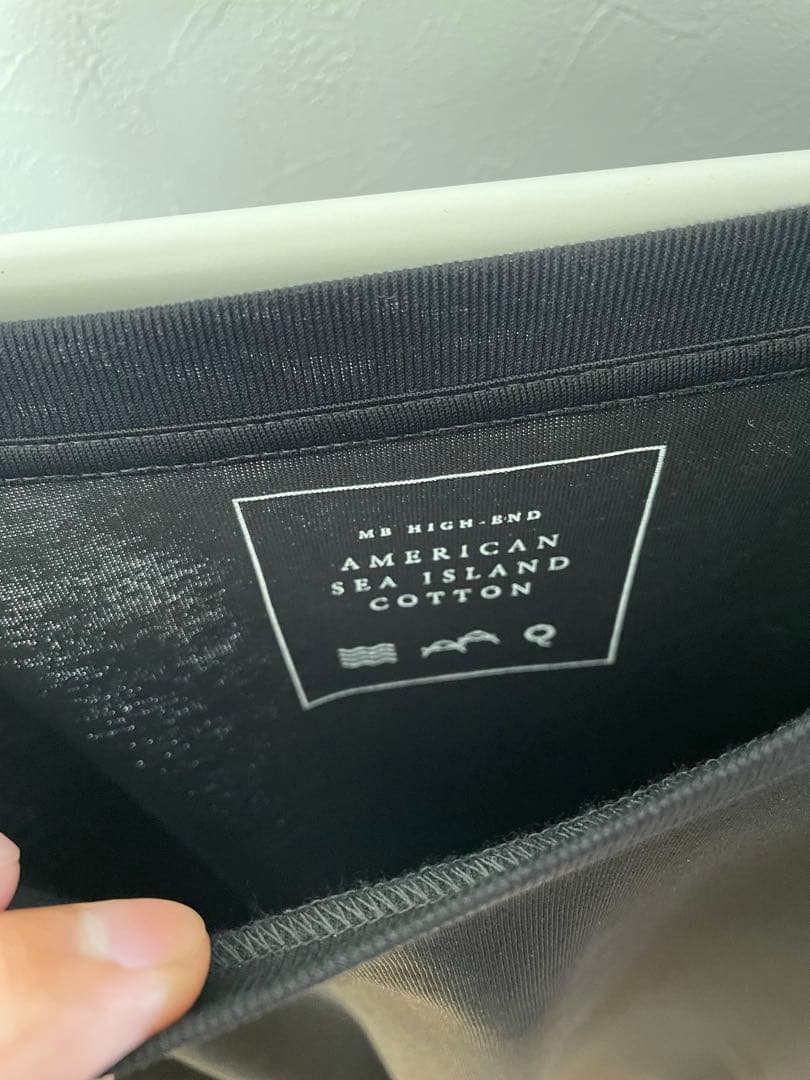 MB HIGH-END
AMERICAN
SEA ISLAND
COTTON